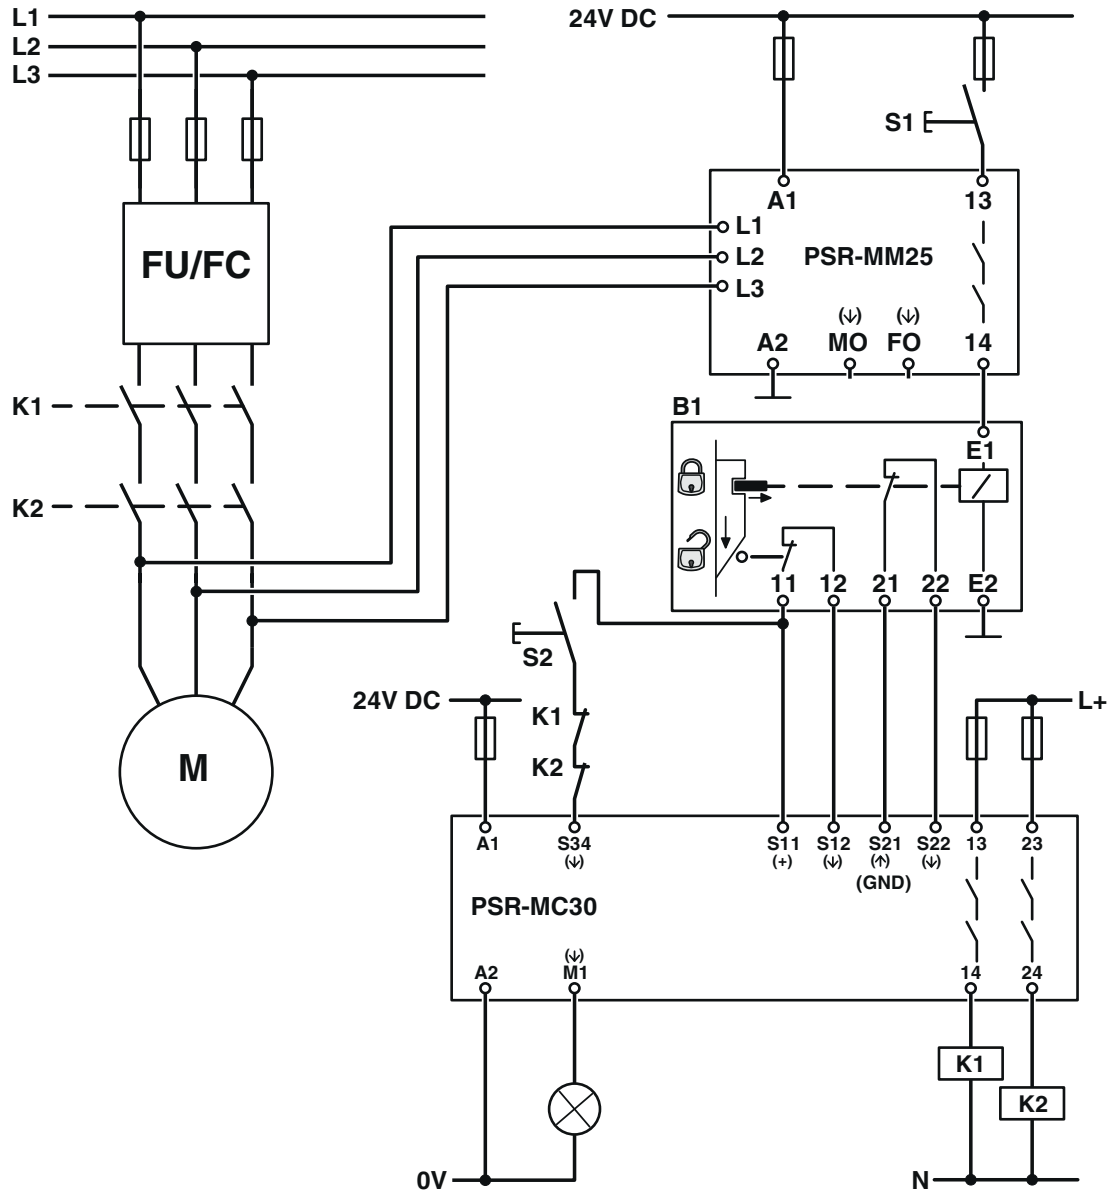 L1
L2
L3
FU/FC
K1
K2
M
24V DC
S1
A1
13
L1
L2
L3
PSR-MM25
(↓)
(↓)
A2
MO
FO
14
B1
E1
11
12
21
22
E2
S2
24V DC
K1
K2
L+
A1
S34
(↓)
S11
(+)
S12
(↓)
S21
(↑)
(GND)
S22
(↓)
13
23
PSR-MC30
A2
(↓)
M1
14
24
K1
K2
0V
N